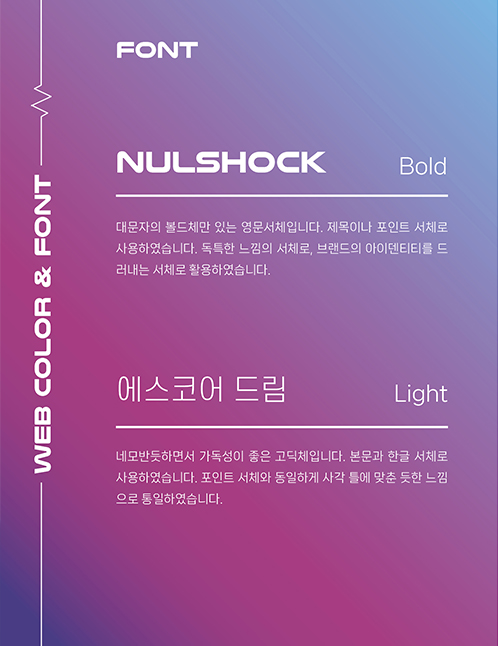 FONT
NULSHOCK Bold
대문자의 볼드체만 있는 영문서체입니다. 제목이나 포인트 서체로
사용하였습니다. 독특한 느낌의 서체로, 브랜드의 아이덴티티를 드
러내는 서체로 활용하였습니다.
에스코어 드림 Light
네모반듯하면서 가독성이 좋은 고딕체입니다. 본문과 한글 서체로
사용하였습니다. 포인트 서체와 동일하게 사각 틀에 맞춘 듯한 느낌
으로 통일하였습니다.
WEB COLOR & FONT